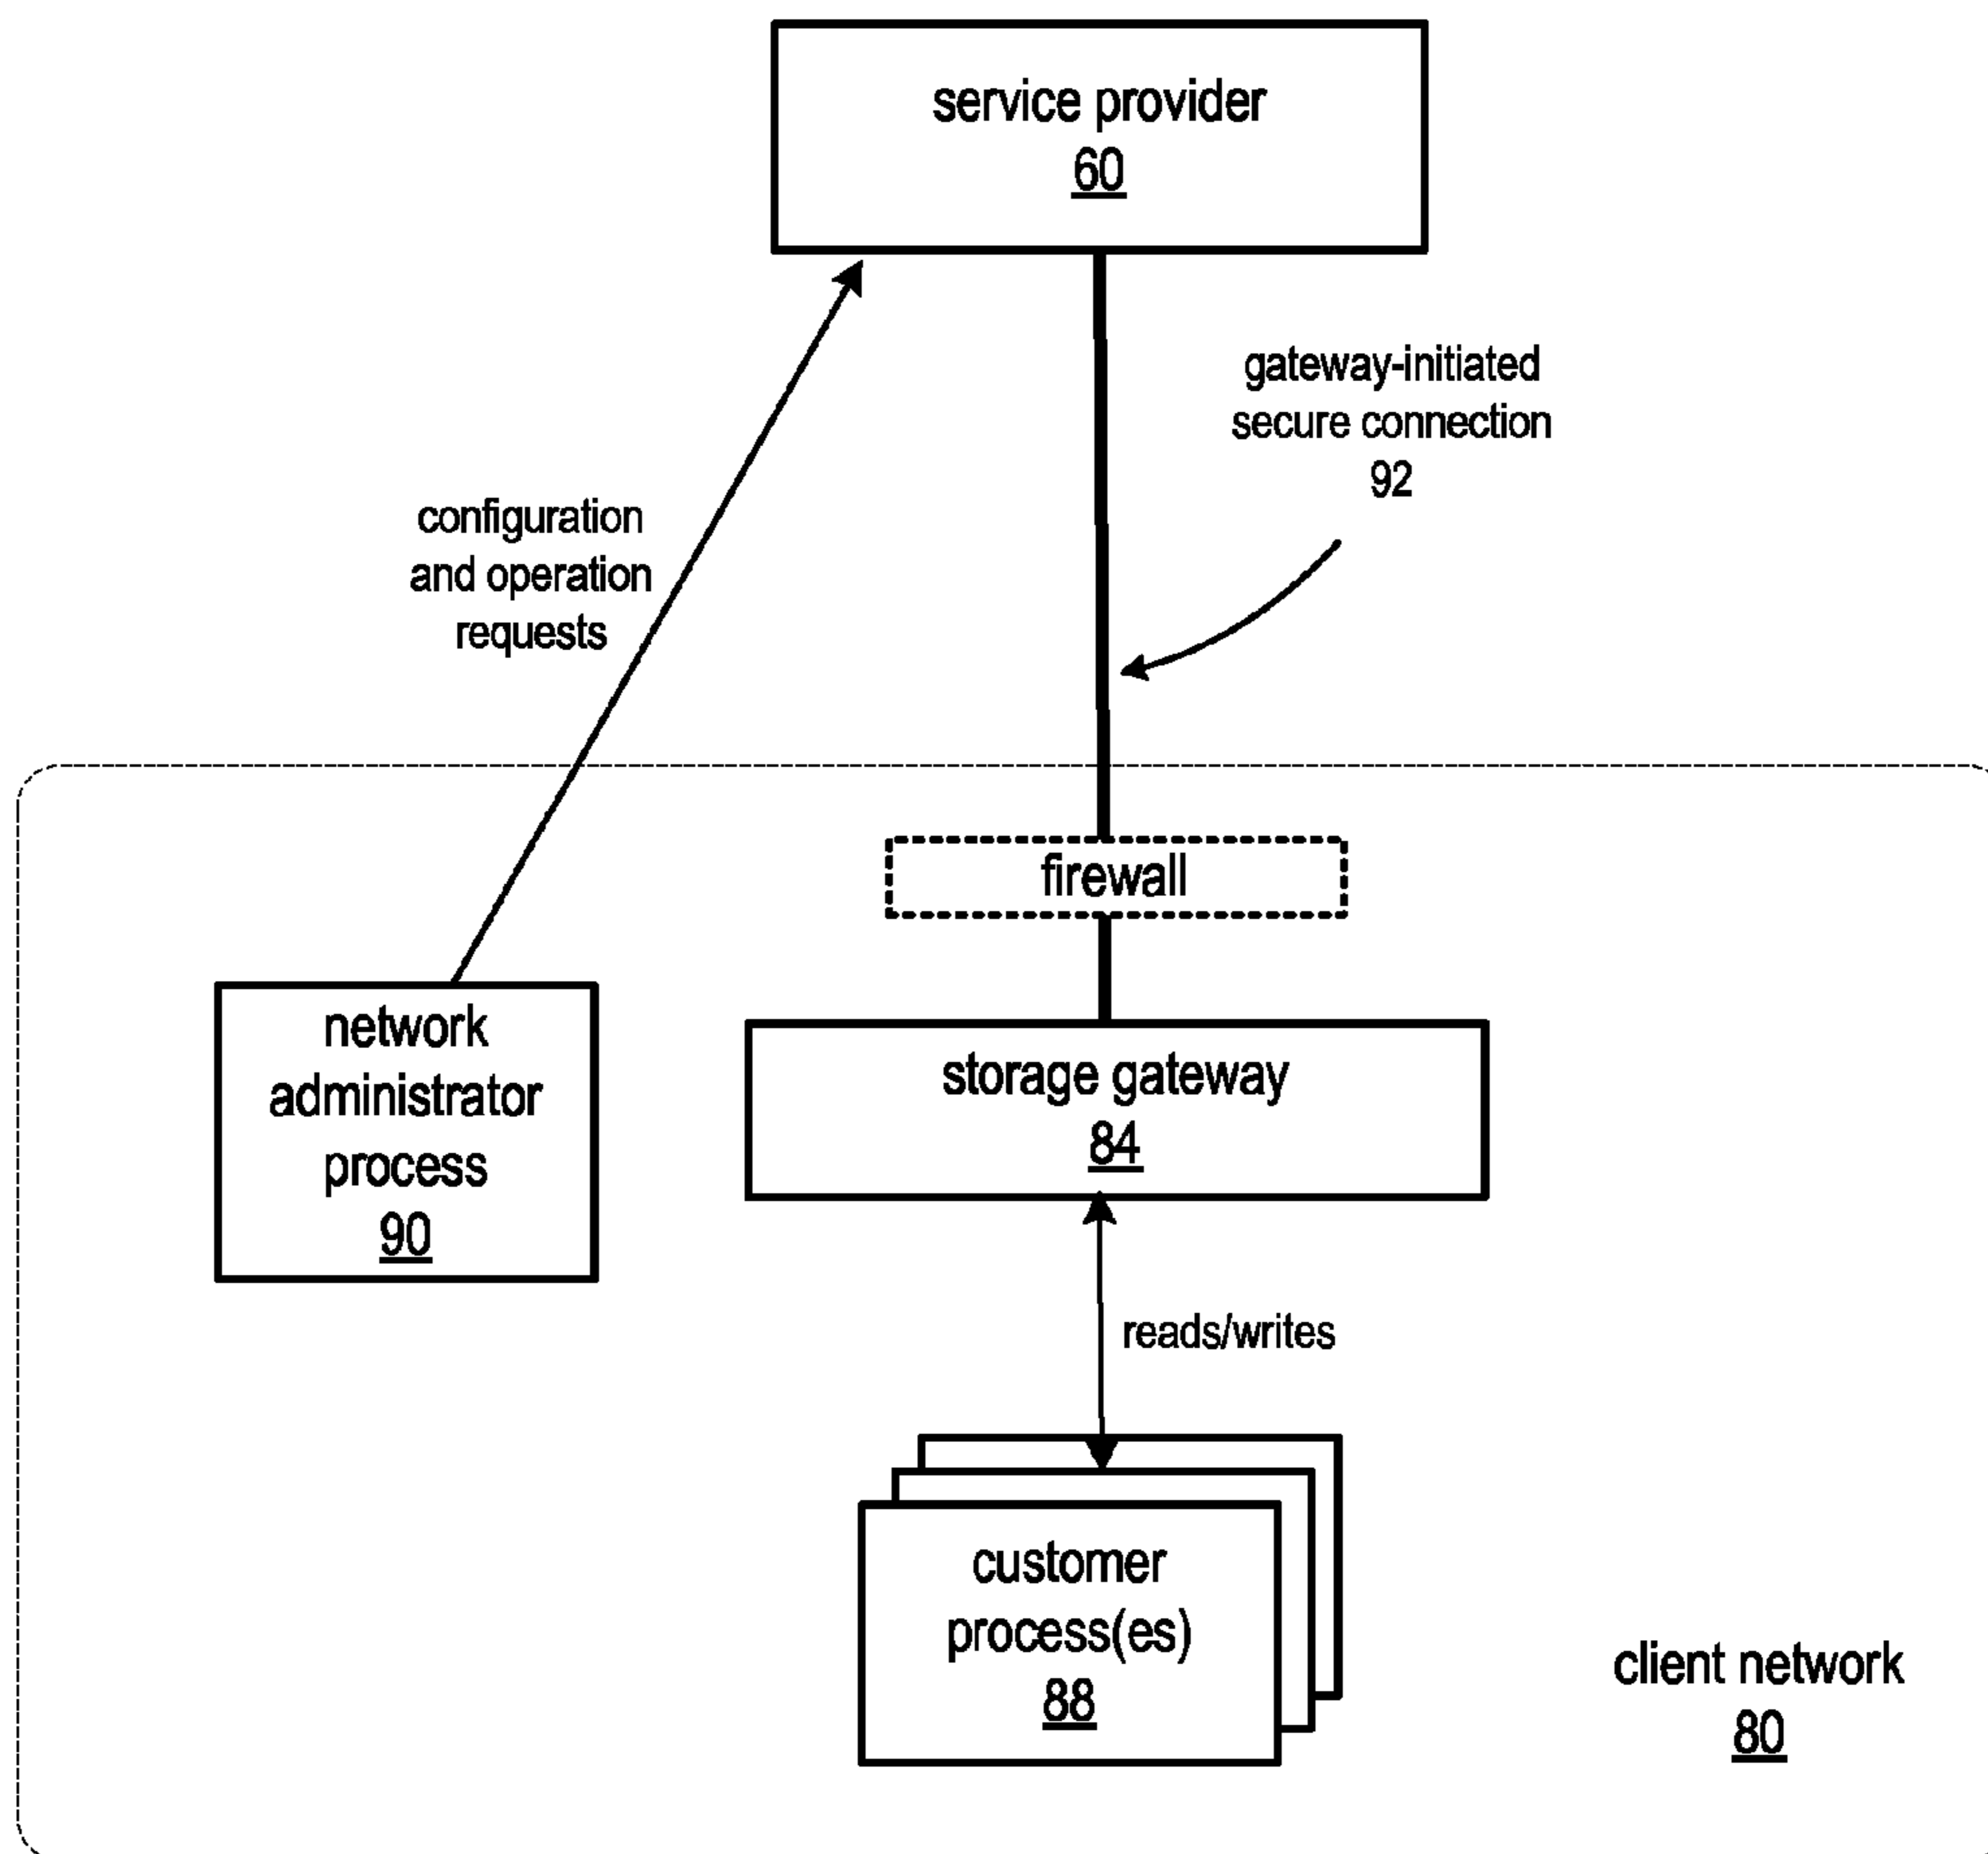 service provider
60
gateway-initiated
secure connection
92
configuration
and operation
requests
firewall
network
administrator
process
90
storage gateway
84
reads/writes
customer
process(es)
88
client network
80